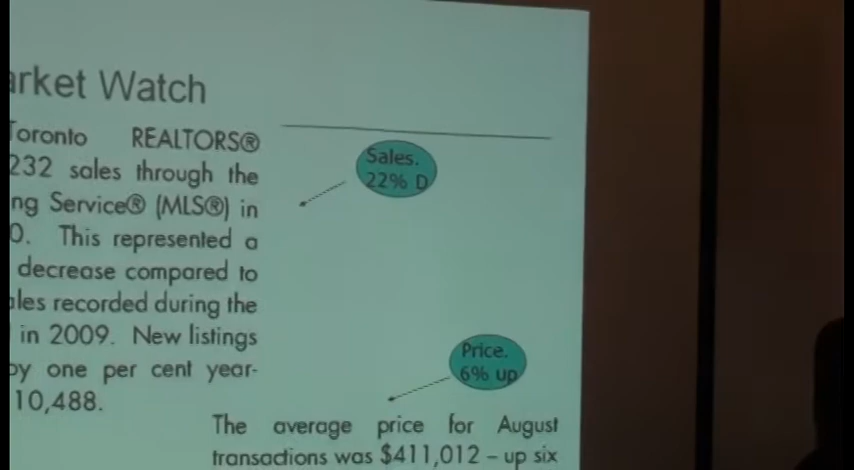 arket Watch
Toronto REALTORS®
232 sales through the
ng Service® (MLS®) in
0. This represented a
decrease compared to
ales recorded during the
in 2009. New listings
by one per cent year-
10,488.
Sales.
22% D
Price.
6% up
The average price for August
transactions was $411,012 – up six